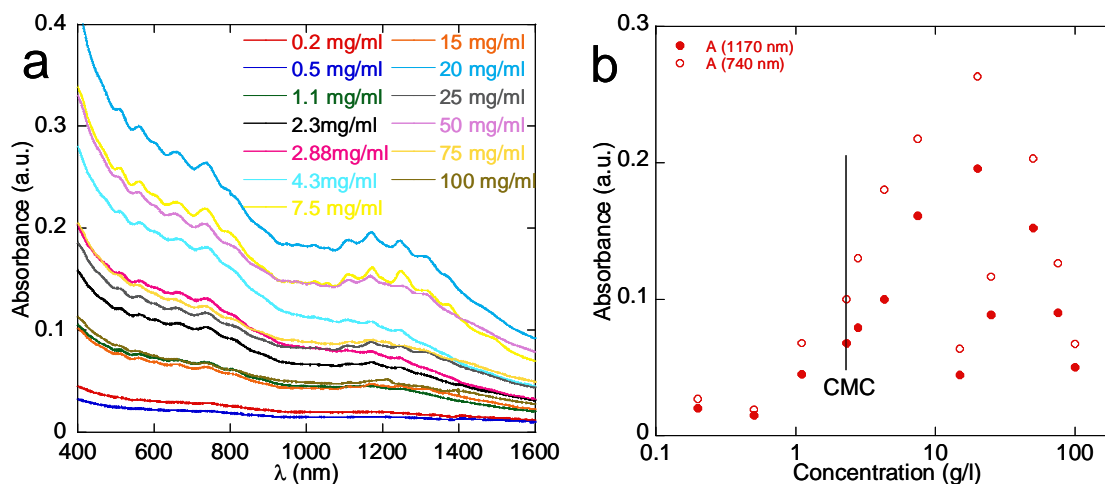 a
0.4
0.3
0.2
0.1
0
Absorbance (a.u.)
0.2 mg/ml
0.5 mg/ml
1.1 mg/ml
2.3mg/ml
2.88mg/ml
4.3mg/ml
7.5 mg/ml
15 mg/ml
20 mg/ml
25 mg/ml
50 mg/ml
75 mg/ml
100 mg/ml
400 600 800 1000 1200 1400 1600
λ (nm)
b
0.3
0.2
0.1
0
Absorbance (a.u.)
A (1170 nm)
A (740 nm)
CMC
0.1 1 10 100
Concentration (g/l)